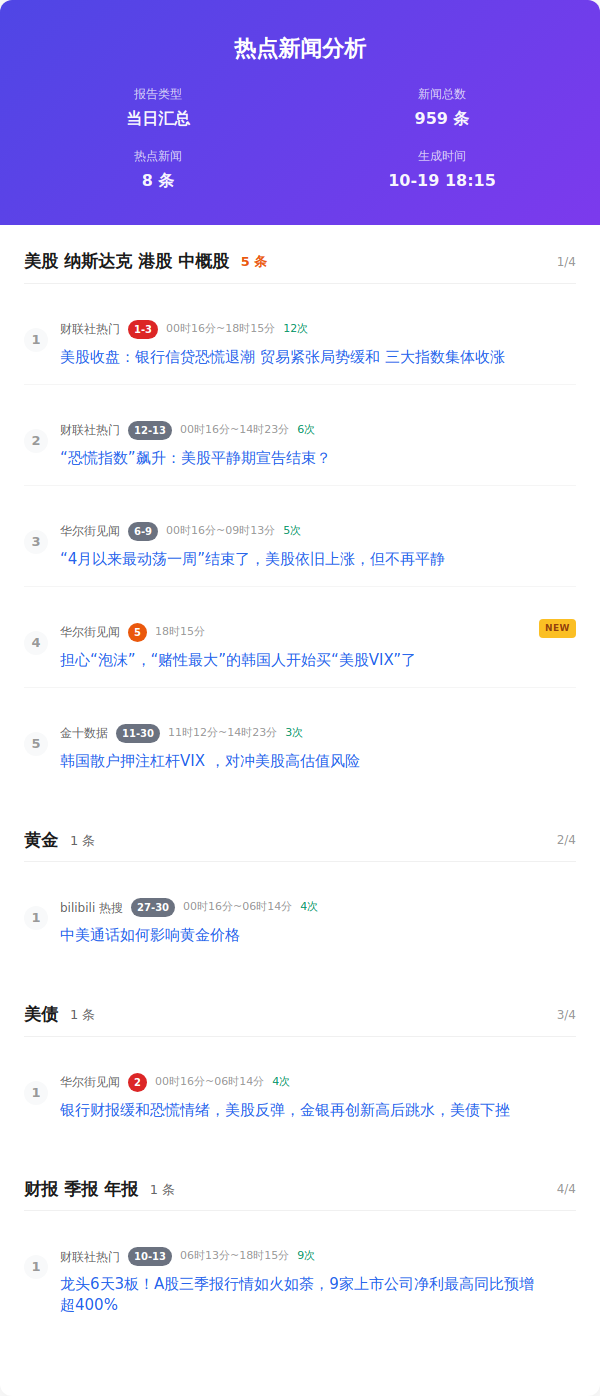 热点新闻分析
报告类型
新闻总数
当日汇总
959 条
热点新闻
生成时间
8 条
10-19 18:15
美股 纳斯达克 港股 中概股 5 条 1/4
1 财联社热门 1-3 00时16分~18时15分 12次
美股收盘：银行信贷恐慌退潮 贸易紧张局势缓和 三大指数集体收涨
2 财联社热门 12-13 00时16分~14时23分 6次
“恐慌指数”飙升：美股平静期宣告结束？
3 华尔街见闻 6-9 00时16分~09时13分 5次
“4月以来最动荡一周”结束了，美股依旧上涨，但不再平静
4 华尔街见闻 5 18时15分 NEW
担心“泡沫”，“赌性最大”的韩国人开始买“美股VIX”了
5 金十数据 11-30 11时12分~14时23分 3次
韩国散户押注杠杆VIX ，对冲美股高估值风险
黄金 1 条 2/4
1 bilibili 热搜 27-30 00时16分~06时14分 4次
中美通话如何影响黄金价格
美债 1 条 3/4
1 华尔街见闻 2 00时16分~06时14分 4次
银行财报缓和恐慌情绪，美股反弹，金银再创新高后跳水，美债下挫
财报 季报 年报 1 条 4/4
1 财联社热门 10-13 06时13分~18时15分 9次
龙头6天3板！A股三季报行情如火如荼，9家上市公司净利最高同比预增
超400%